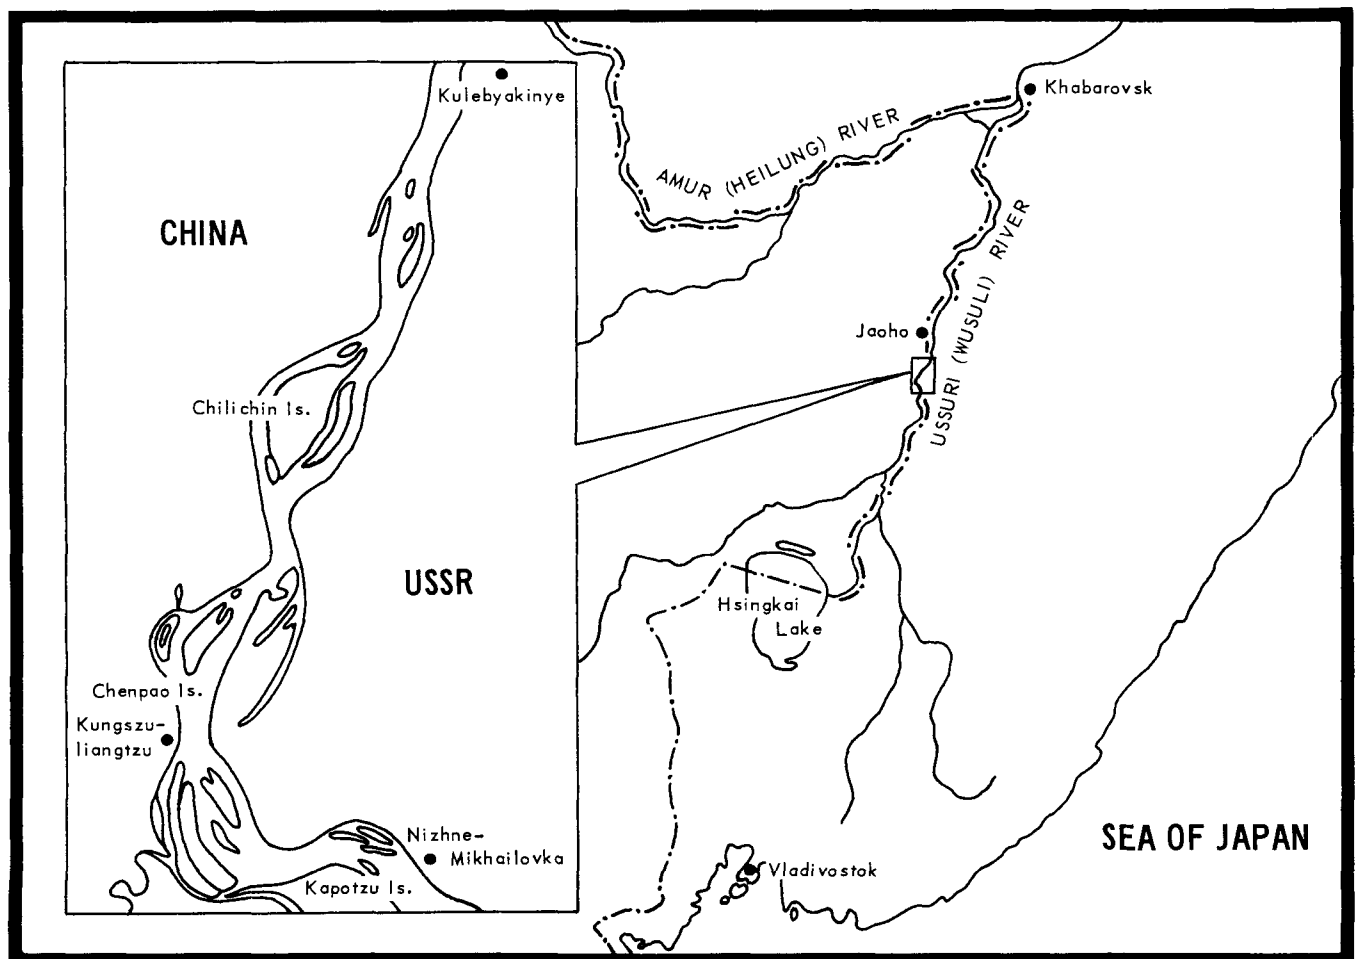 Kulebyakinye
CHINA
Chilichin Is.
USSR
Chenpao Is.
Kungszu-
liangtzu
Nizhne-
Mikhailovka
Kapotzu Is.
Khabarovsk
AMUR (HEILUNG) RIVER
Jaoho
USSURI (WUSULI) RIVER
Hsingkai
Lake
SEA OF JAPAN
Vladivostok